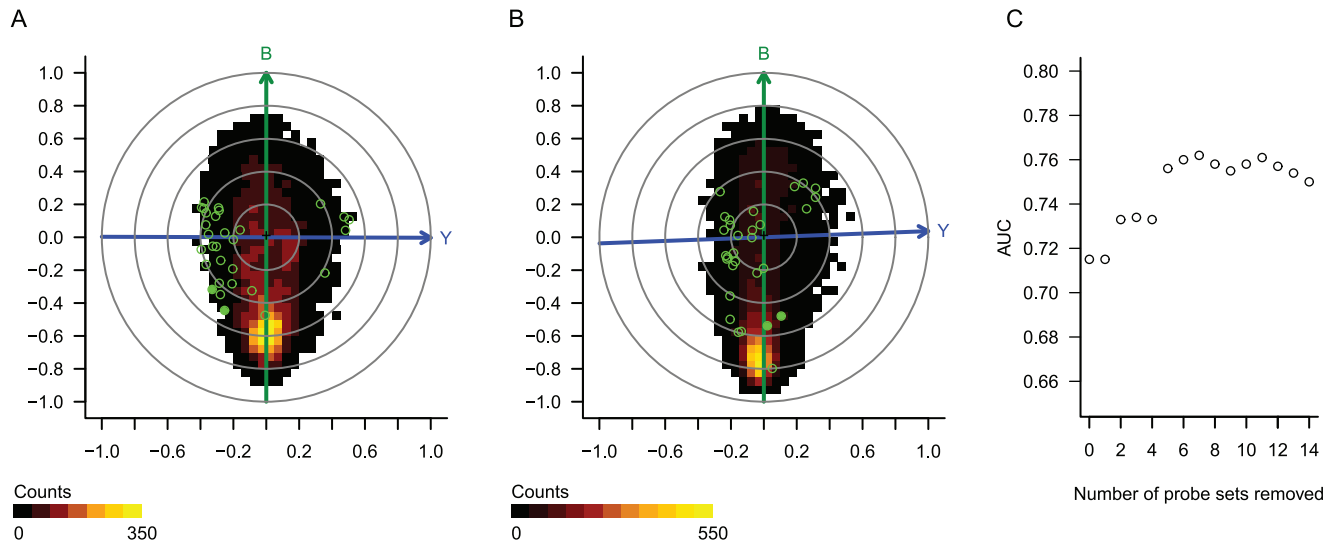 A
B
C
B
1.0
0.8
0.6
0.4
0.2
0.0
−0.2
−0.4
−0.6
−0.8
−1.0
Y
−1.0 −0.6 −0.2 0.2 0.6 1.0
Counts
0 350
B
1.0
0.8
0.6
0.4
0.2
0.0
−0.2
−0.4
−0.6
−0.8
−1.0
Y
−1.0 −0.6 −0.2 0.2 0.6 1.0
Counts
0 550
AUC
0.80
0.78
0.76
0.74
0.72
0.70
0.68
0.66
0 2 4 6 8 10 12 14
Number of probe sets removed